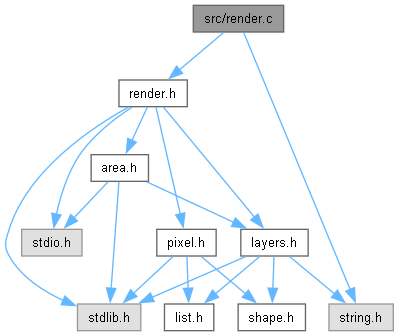 src/render.c
render.h
area.h
stdio.h
pixel.h
layers.h
stdlib.h
list.h
shape.h
string.h